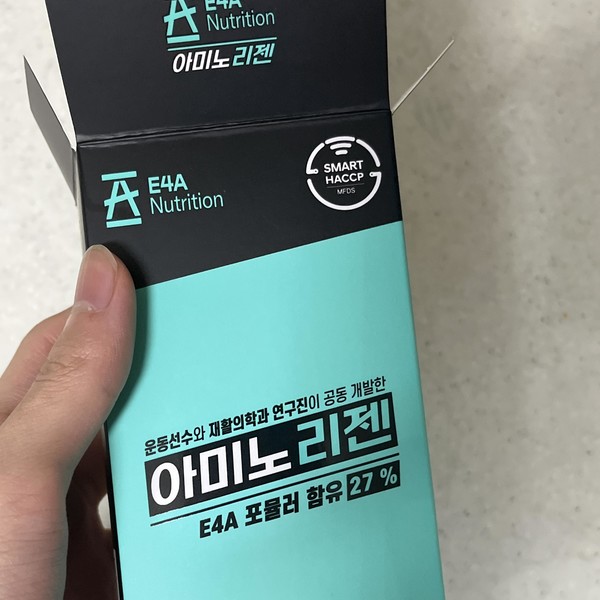 E4A
Nutrition
아미노리젠
E4A
Nutrition
SMART
HACCP
MFDS
운동선수와 재활의학과 연구진이 공동 개발한
아미노리젠
E4A 포뮬러 함유 27 %